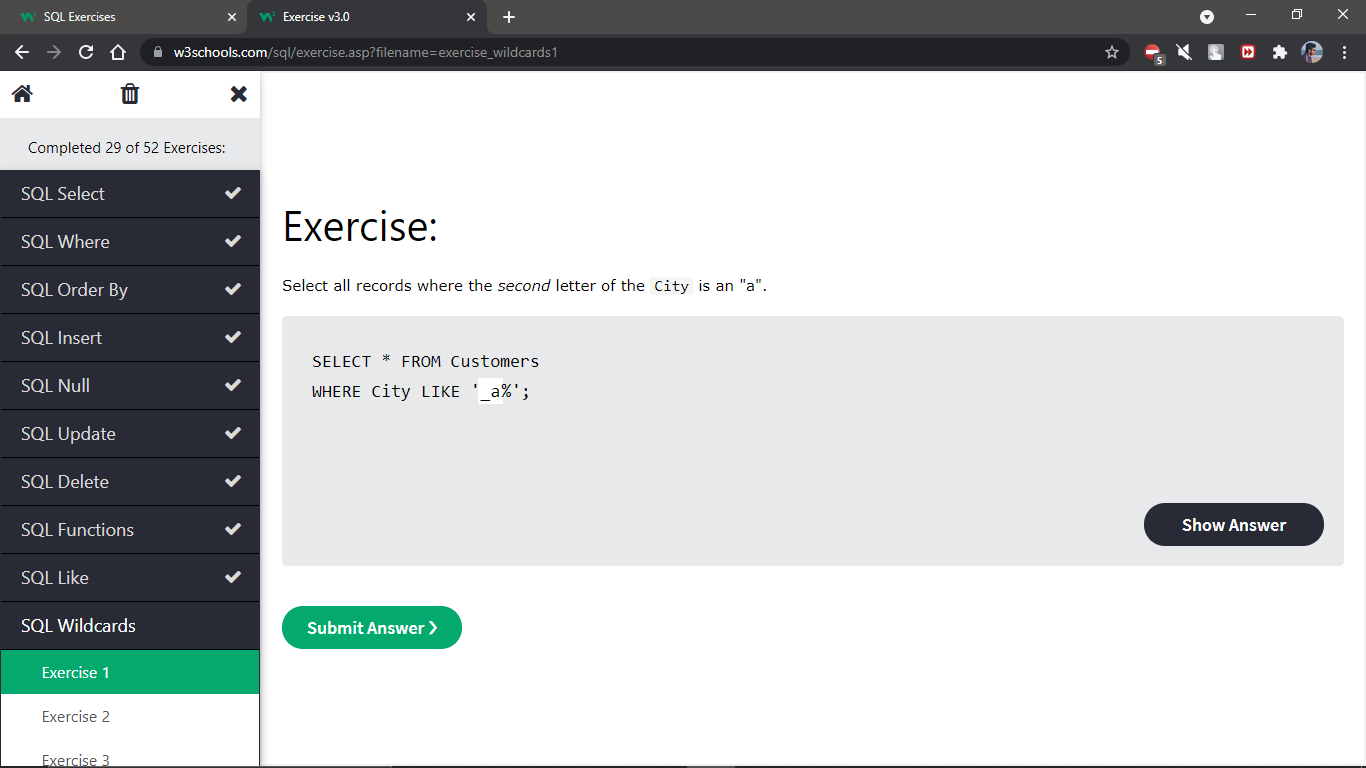 SQL Exercises
Exercise v3.0
w3schools.com/sql/exercise.asp?filename=exercise_wildcards1
5
Completed 29 of 52 Exercises:
SQL Select
SQL Where
SQL Order By
SQL Insert
SQL Null
SQL Update
SQL Delete
SQL Functions
SQL Like
SQL Wildcards
Exercise 1
Exercise 2
Exercise 3
Exercise:
Select all records where the second letter of the City is an "a".
SELECT * FROM Customers
WHERE City LIKE '_a%';
Show Answer
Submit Answer ❯